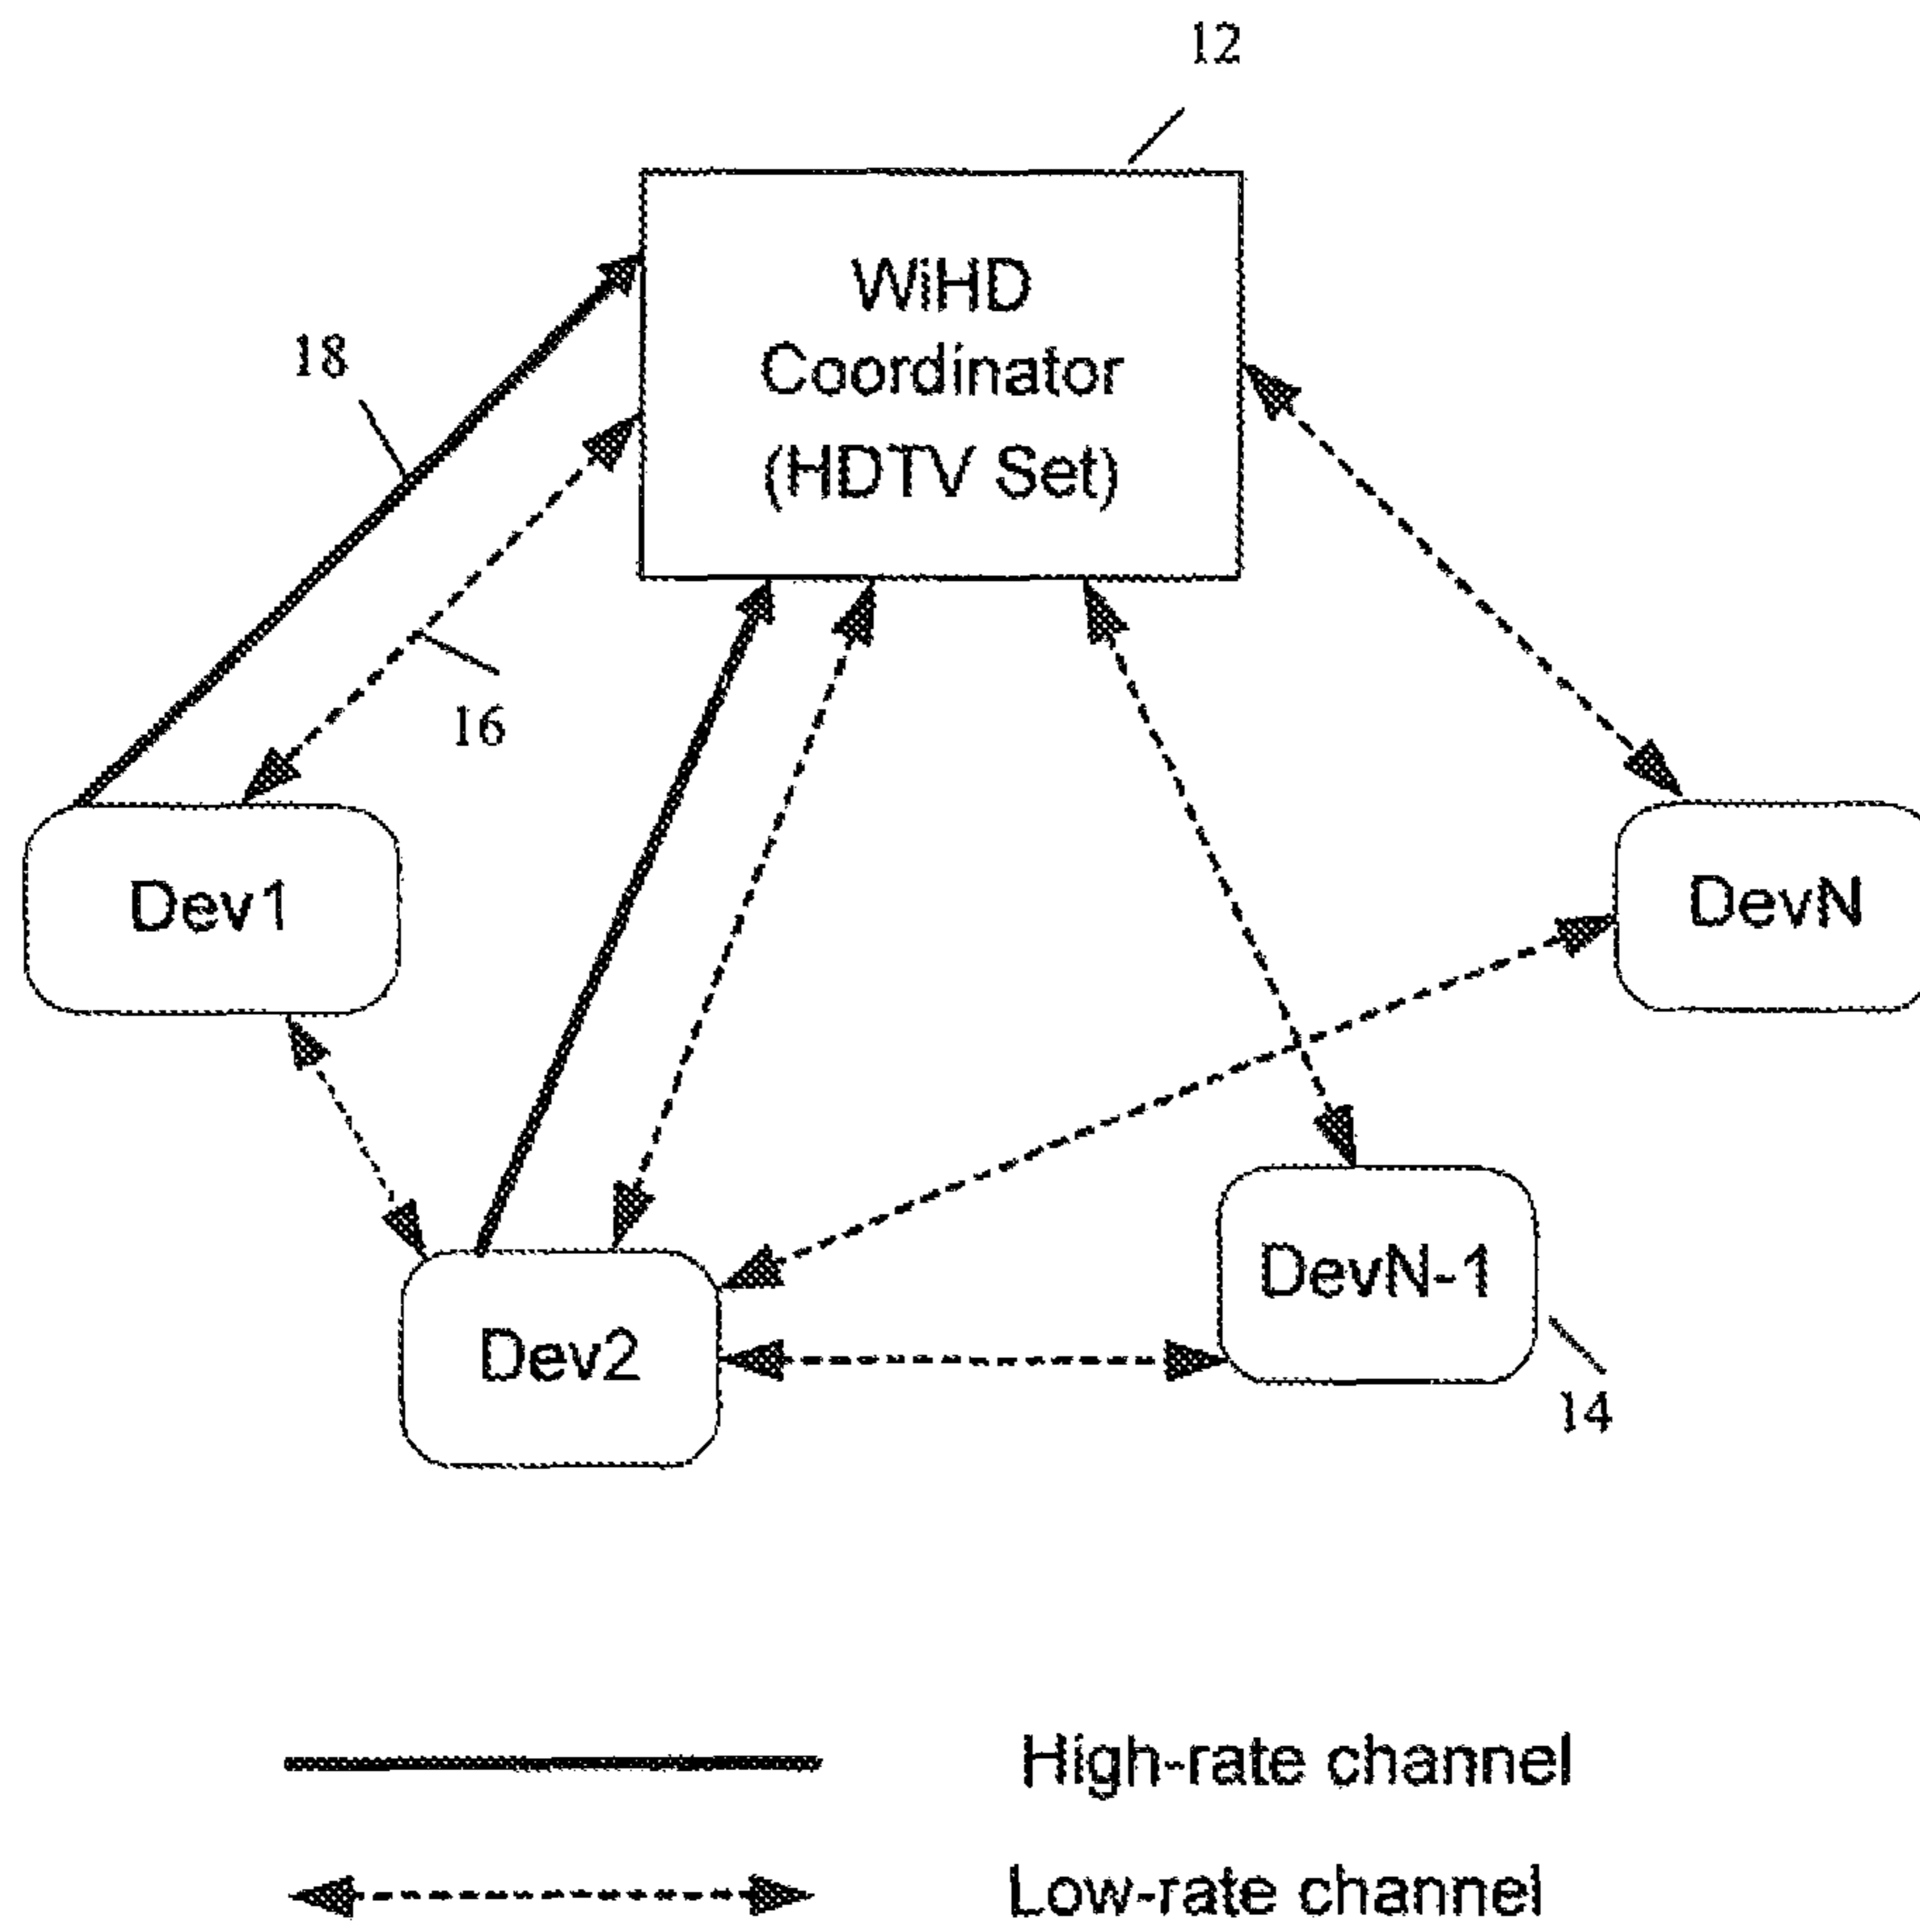 12
WiHD
Coordinator
(HDTV Set)
18
16
Dev1
DevN
DevN-1
Dev2
14
High-rate channel
Low-rate channel